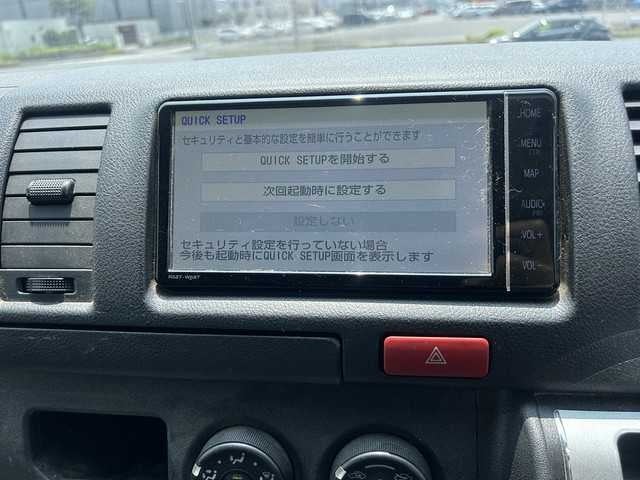 QUICK SETUP
セキュリティと基本的な設定を簡単に行うことができます
QUICK SETUPを開始する
次回起動時に設定する
設定しない
セキュリティ設定を行っていない場合
今後も起動時にQUICK SETUP画面を表示します
HOME
MENU
MAP
AUDIO
VOL+
VOL-